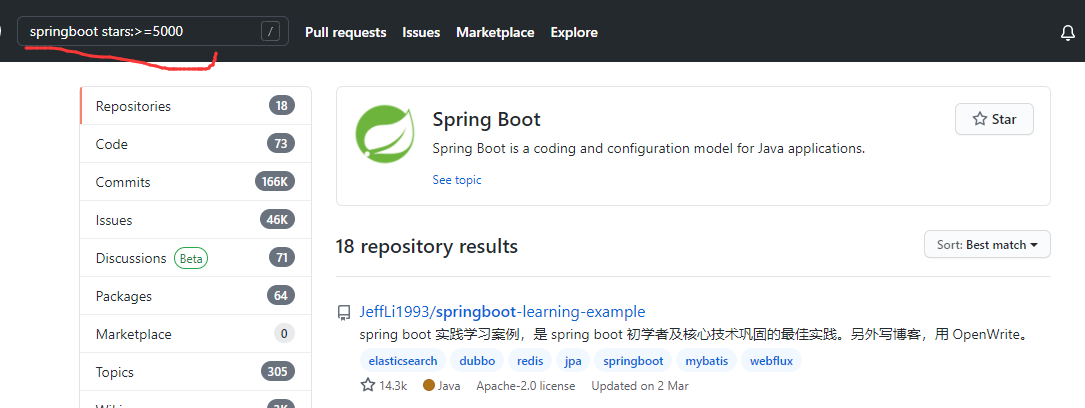 springboot stars:>=5000 / Pull requests Issues Marketplace Explore
Repositories 18
Code 73
Commits 166K
Issues 46K
Discussions Beta 71
Packages 64
Marketplace 0
Topics 305
Wikis 3K
Spring Boot
Star
Spring Boot is a coding and configuration model for Java applications.
See topic
18 repository results
Sort: Best match
JeffLi1993/springboot-learning-example
spring boot 实践学习案例，是 spring boot 初学者及核心技术巩固的最佳实践。另外写博客，用 OpenWrite。
elasticsearch dubbo redis jpa springboot mybatis webflux
14.3k Java Apache-2.0 license Updated on 2 Mar